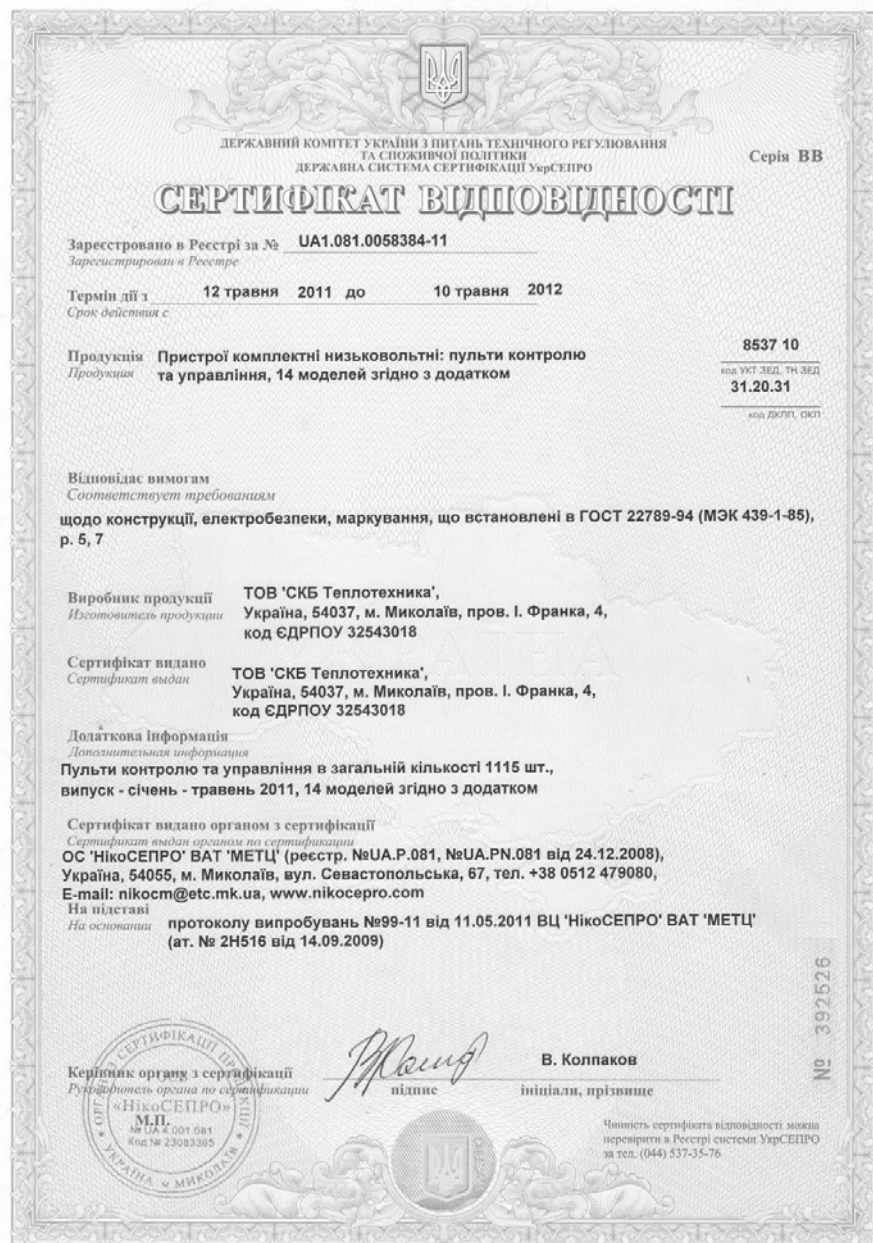 ДЕРЖАВНИЙ КОМІТЕТ УКРАЇНИ З ПИТАНЬ ТЕХНІЧНОГО РЕГУЛЮВАННЯ
ТА СПОЖИВЧОЇ ПОЛІТИКИ
ДЕРЖАВНА СИСТЕМА СЕРТИФІКАЦІЇ УкрСЕПРО
Серія ВВ
СЕРТИФІКАТ ВІДПОВІДНОСТІ
Зареєстровано в Реєстрі за № UA1.081.0058384-11
Зарегистрирован в Реестре
Термін дії з 12 травня 2011 до 10 травня 2012
Срок действия с
Продукція Пристрої комплектні низьковольтні: пульти контролю
Продукция та управління, 14 моделей згідно з додатком
8537 10
код УКТ ЗЕД, ТН ЗЕД
31.20.31
код ДКПП, ОКП
Відповідає вимогам
Соответствует требованиям
щодо конструкції, електробезпеки, маркування, що встановлені в ГОСТ 22789-94 (МЭК 439-1-85),
р. 5, 7
Виробник продукції ТОВ 'СКБ Теплотехника',
Изготовитель продукции Україна, 54037, м. Миколаїв, пров. І. Франка, 4,
код ЄДРПОУ 32543018
Сертифікат видано ТОВ 'СКБ Теплотехника',
Сертификат выдан Україна, 54037, м. Миколаїв, пров. І. Франка, 4,
код ЄДРПОУ 32543018
Додаткова інформація
Дополнительная информация
Пульти контролю та управління в загальній кількості 1115 шт.,
випуск - січень - травень 2011, 14 моделей згідно з додатком
Сертифікат видано органом з сертифікації
Сертификат выдан органом по сертификации
ОС 'НікоСЕПРО' ВАТ 'МЕТЦ' (реєстр. №UA.P.081, №UA.PN.081 від 24.12.2008),
Україна, 54055, м. Миколаїв, вул. Севастопольська, 67, тел. +38 0512 479080,
E-mail: nikocm@etc.mk.ua, www.nikocepro.com
На підставі
На основании протоколу випробувань №99-11 від 11.05.2011 ВЦ 'НікоСЕПРО' ВАТ 'МЕТЦ'
(ат. № 2Н516 від 14.09.2009)
№ 392526
Керівник органу з сертифікації В. Колпаков
Руководитель органа по сертификации підпис ініціали, прізвище
«НікоСЕПРО»
М.П.
№ UA.4.001.081
Код № 23083365
УКРАЇНА м МИКОЛАЇВ
Чинність сертифіката відповідності можна
перевірити в Реєстрі системи УкрСЕПРО
за тел. (044) 537-35-76